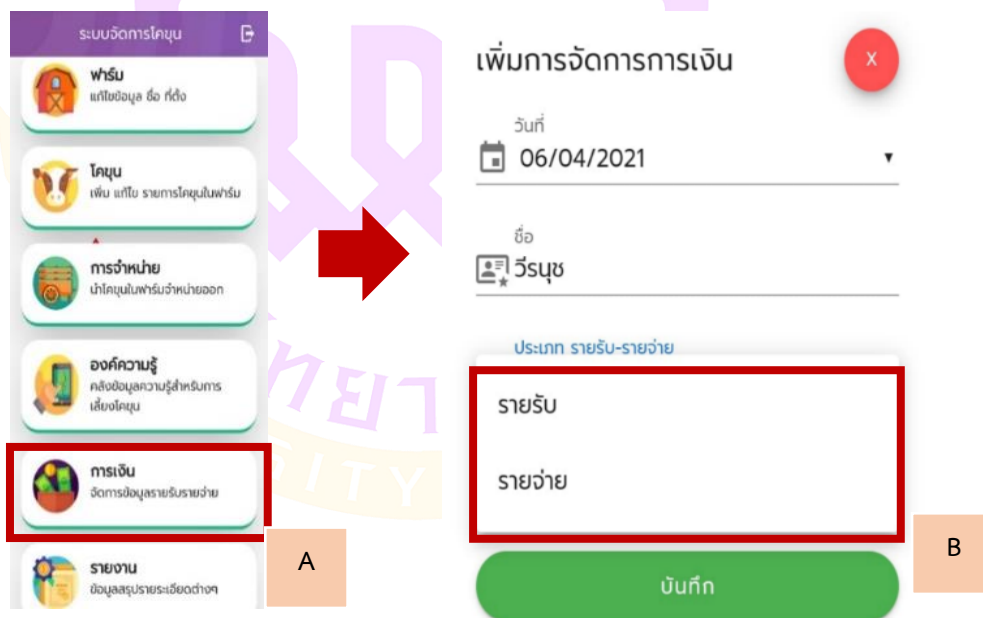 ระบบจัดการโคขุน
ฟาร์ม
แก้ไขข้อมูล ชื่อ ที่ตั้ง
โคขุน
เพิ่ม แก้ไข รายการโคขุนในฟาร์ม
การจำหน่าย
นำโคขุนในฟาร์มจำหน่ายออก
องค์ความรู้
คลังข้อมูลความรู้สำหรับการ
เลี้ยงโคขุน
การเงิน
จัดการข้อมูลรายรับรายจ่าย
รายงาน
ข้อมูลสรุปรายระเอียดต่างๆ
A
เพิ่มการจัดการการเงิน
X
วันที่
06/04/2021
ชื่อ
วีรนุช
ประเภท รายรับ-รายจ่าย
รายรับ
รายจ่าย
บันทึก
B
ทยา
SITY